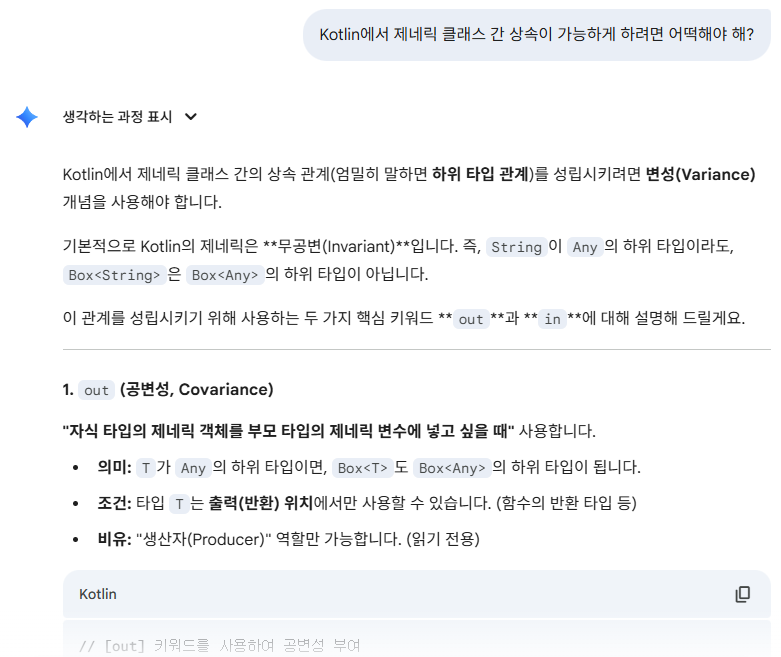 Kotlin에서 제네릭 클래스 간 상속이 가능하게 하려면 어떡해야 해?
생각하는 과정 표시
Kotlin에서 제네릭 클래스 간의 상속 관계(엄밀히 말하면 하위 타입 관계)를 성립시키려면 변성(Variance)
개념을 사용해야 합니다.
기본적으로 Kotlin의 제네릭은 **무공변(Invariant)**입니다. 즉, String 이 Any 의 하위 타입이라도,
Box<String> 은 Box<Any> 의 하위 타입이 아닙니다.
이 관계를 성립시키기 위해 사용하는 두 가지 핵심 키워드 ** out **과 ** in **에 대해 설명해 드릴게요.
1. out (공변성, Covariance)
"자식 타입의 제네릭 객체를 부모 타입의 제네릭 변수에 넣고 싶을 때" 사용합니다.
• 의미: T 가 Any 의 하위 타입이면, Box<T> 도 Box<Any> 의 하위 타입이 됩니다.
• 조건: 타입 T 는 출력(반환) 위치에서만 사용할 수 있습니다. (함수의 반환 타입 등)
• 비유: "생산자(Producer)" 역할만 가능합니다. (읽기 전용)
Kotlin
// [out] 키워드를 사용하여 공변성 부여